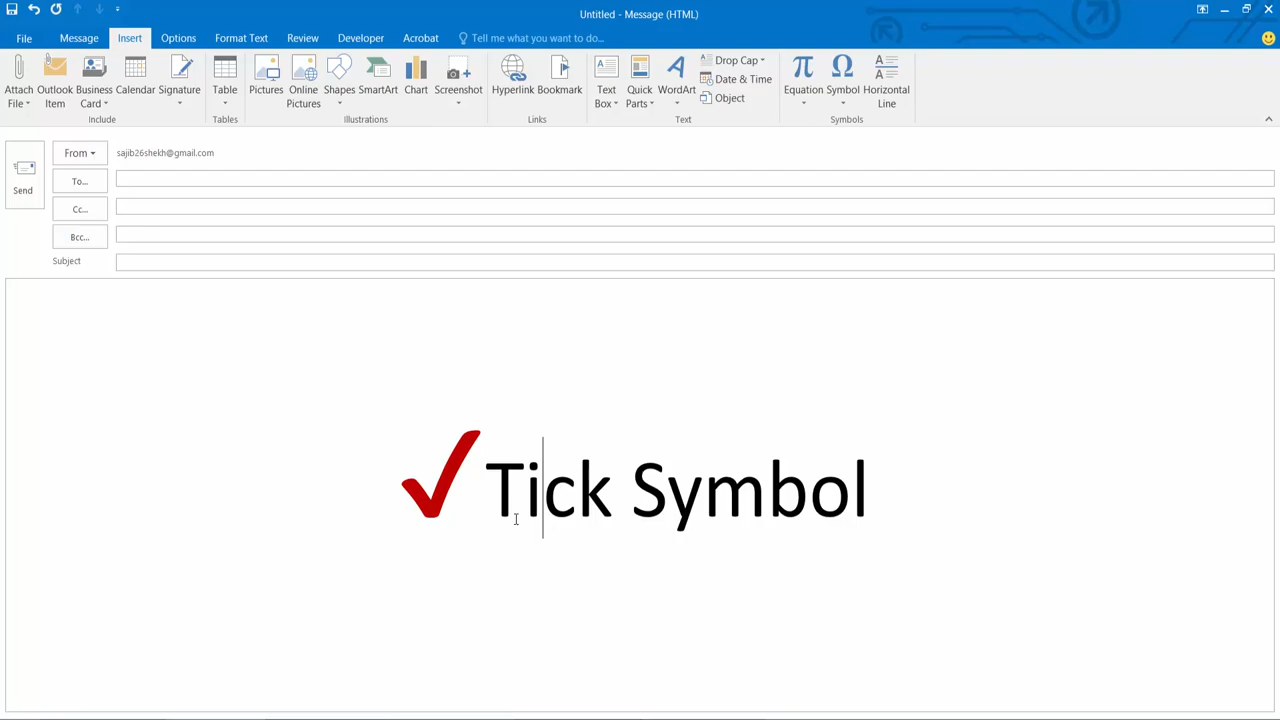 Untitled - Message (HTML)
File Message Insert Options Format Text Review Developer Acrobat Tell me what you want to do...
Attach File Outlook Item Business Card Calendar Signature Table Pictures Online Pictures Shapes SmartArt Chart Screenshot Hyperlink Bookmark Text Box Quick Parts WordArt Drop Cap Date & Time Object Equation Symbol Horizontal Line
Include Tables Illustrations Links Text Symbols
Send
From sajib26shekh@gmail.com
To...
Cc...
Bcc...
Subject
✓Tick Symbol